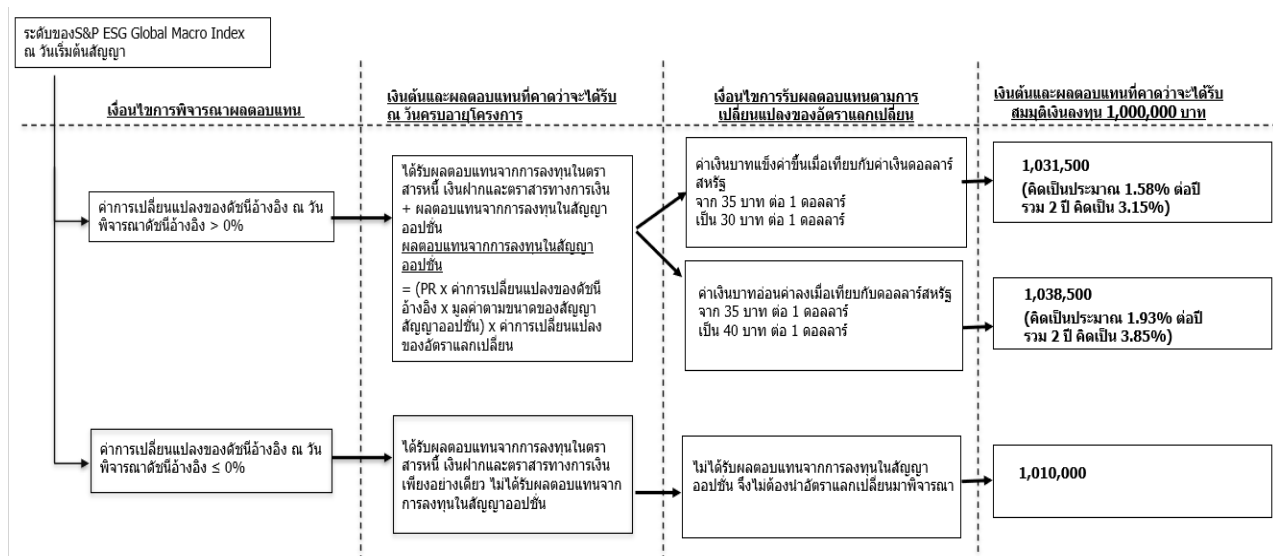 ระดับของS&P ESG Global Macro Index
ณ วันเริ่มต้นสัญญา
เงื่อนไขการพิจารณาผลตอบแทน
เงินต้นและผลตอบแทนที่คาดว่าจะได้รับ
ณ วันครบอายุโครงการ
เงื่อนไขการรับผลตอบแทนตามการ
เปลี่ยนแปลงของอัตราแลกเปลี่ยน
เงินต้นและผลตอบแทนที่คาดว่าจะได้รับ
สมมุติเงินลงทุน 1,000,000 บาท
ค่าการเปลี่ยนแปลงของดัชนีอ้างอิง ณ วัน
พิจารณาดัชนีอ้างอิง > 0%
ได้รับผลตอบแทนจากการลงทุนในตรา
สารหนี้ เงินฝากและตราสารทางการเงิน
+ ผลตอบแทนจากการลงทุนในสัญญา
ออปชั่น
ผลตอบแทนจากการลงทุนในสัญญา
ออปชั่น
= (PR x ค่าการเปลี่ยนแปลงของดัชนี
อ้างอิง x มูลค่าตามขนาดของสัญญา
สัญญาออปชั่น) x ค่าการเปลี่ยนแปลง
ของอัตราแลกเปลี่ยน
ค่าเงินบาทแข็งค่าขึ้นเมื่อเทียบกับค่าเงินดอลลาร์
สหรัฐ
จาก 35 บาท ต่อ 1 ดอลลาร์
เป็น 30 บาท ต่อ 1 ดอลลาร์
1,031,500
(คิดเป็นประมาณ 1.58% ต่อปี
รวม 2 ปี คิดเป็น 3.15%)
ค่าเงินบาทอ่อนค่าลงเมื่อเทียบกับดอลลาร์สหรัฐ
จาก 35 บาท ต่อ 1 ดอลลาร์
เป็น 40 บาท ต่อ 1 ดอลลาร์
1,038,500
(คิดเป็นประมาณ 1.93% ต่อปี
รวม 2 ปี คิดเป็น 3.85%)
ค่าการเปลี่ยนแปลงของดัชนีอ้างอิง ณ วัน
พิจารณาดัชนีอ้างอิง ≤ 0%
ได้รับผลตอบแทนจากการลงทุนในตรา
สารหนี้ เงินฝากและตราสารทางการเงิน
เพียงอย่างเดียว ไม่ได้รับผลตอบแทนจาก
การลงทุนในสัญญาออปชั่น
ไม่ได้รับผลตอบแทนจากการลงทุนในสัญญา
ออปชั่น จึงไม่ต้องนำอัตราแลกเปลี่ยนมาพิจารณา
1,010,000